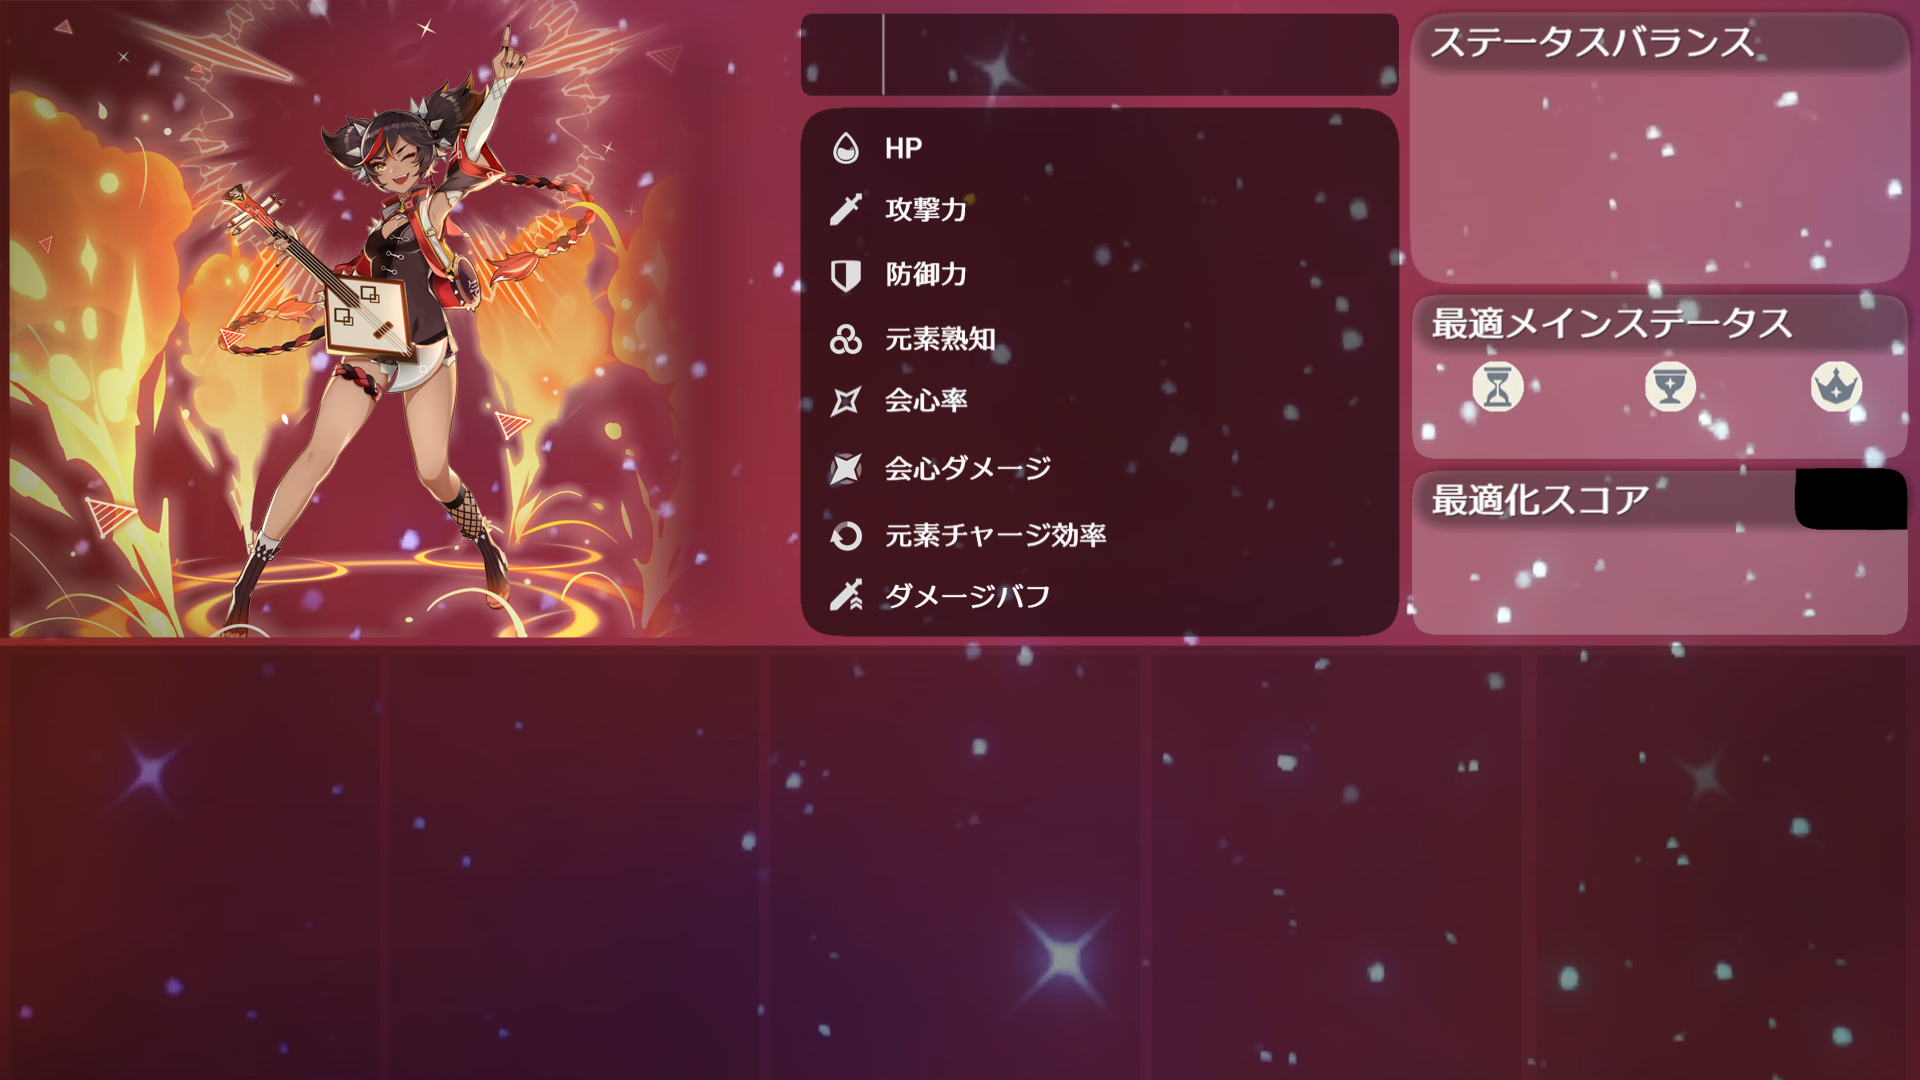 HP
攻撃力
防御力
元素熟知
会心率
会心ダメージ
元素チャージ効率
ダメージバフ
ステータスバランス
最適メインステータス
最適化スコア